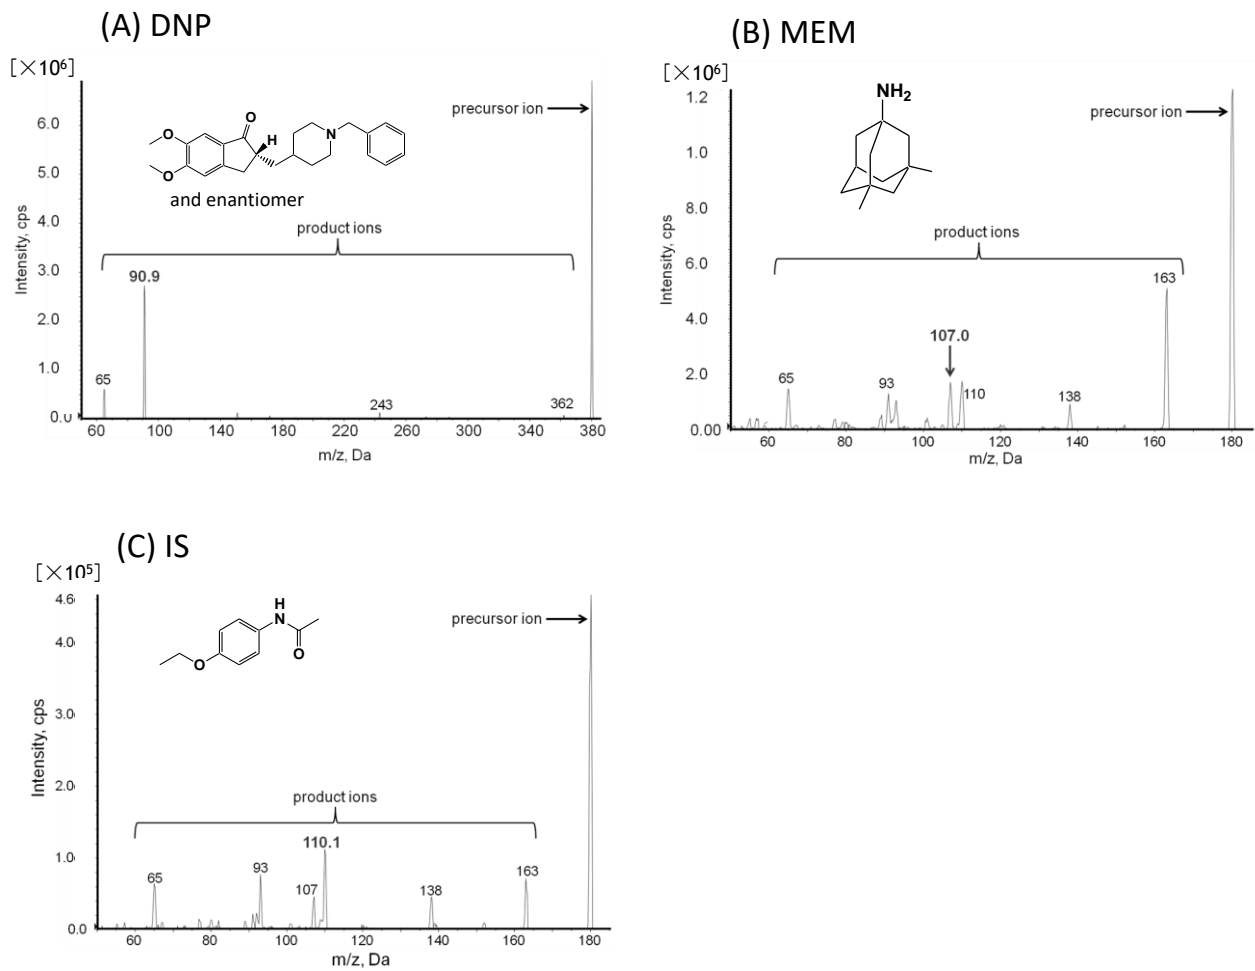 (A) DNP
[×10⁶]
precursor ion
6.0
5.0
4.0
3.0
2.0
1.0
0.0
Intensity, cps
O
O
O
H
N
and enantiomer
product ions
90.9
65
243
362
60 100 140 180 220 260 300 340 380
m/z, Da
(B) MEM
[×10⁶]
NH₂
precursor ion
1.2
1.0
8.0
6.0
4.0
2.0
0.00
Intensity, cps
product ions
163
107.0
65
93
110
138
60 80 100 120 140 160 180
m/z, Da
(C) IS
[×10⁵]
H
N
O
O
precursor ion
4.6
4.0
3.0
2.0
1.0
0.0
Intensity, cps
product ions
110.1
65
93
107
138
163
60 80 100 120 140 160 180
m/z, Da